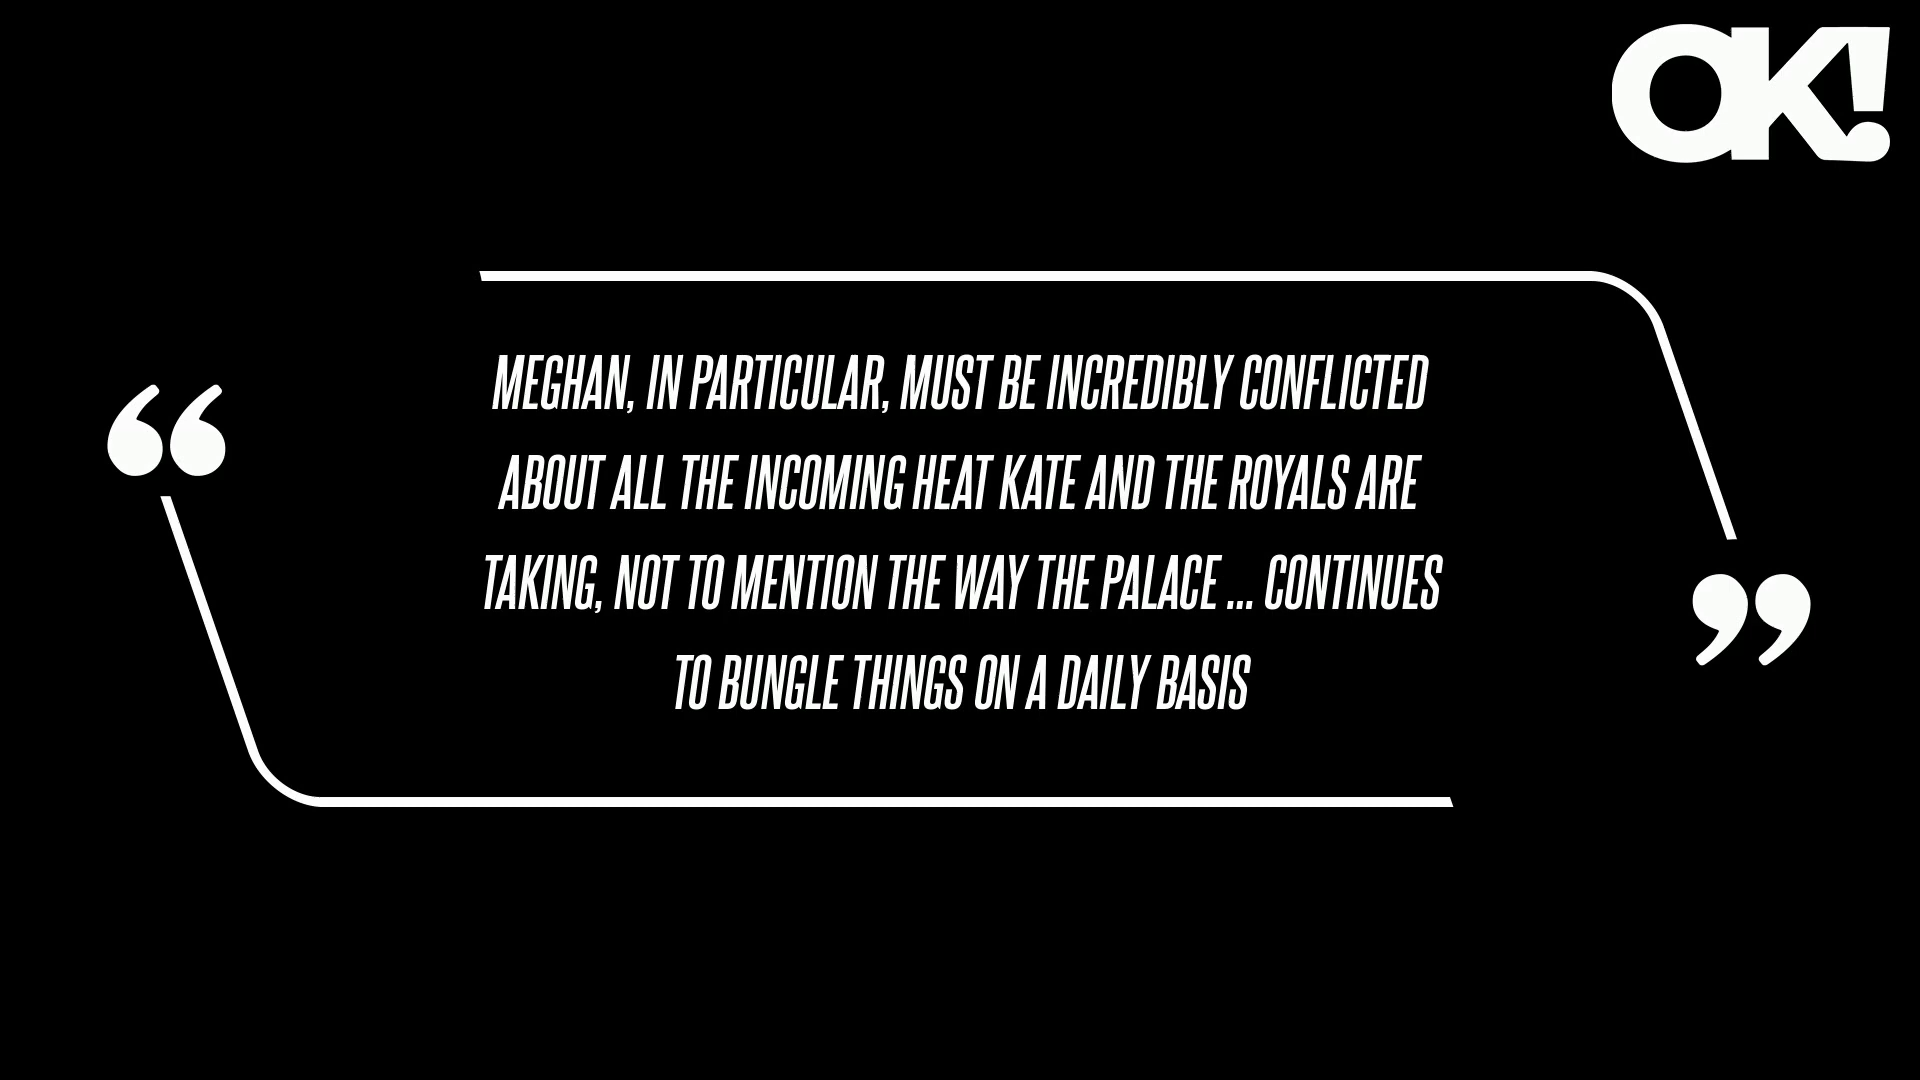 OK!
“
MEGHAN, IN PARTICULAR, MUST BE INCREDIBLY CONFLICTED
ABOUT ALL THE INCOMING HEAT KATE AND THE ROYALS ARE
TAKING, NOT TO MENTION THE WAY THE PALACE ... CONTINUES
TO BUNGLE THINGS ON A DAILY BASIS
”